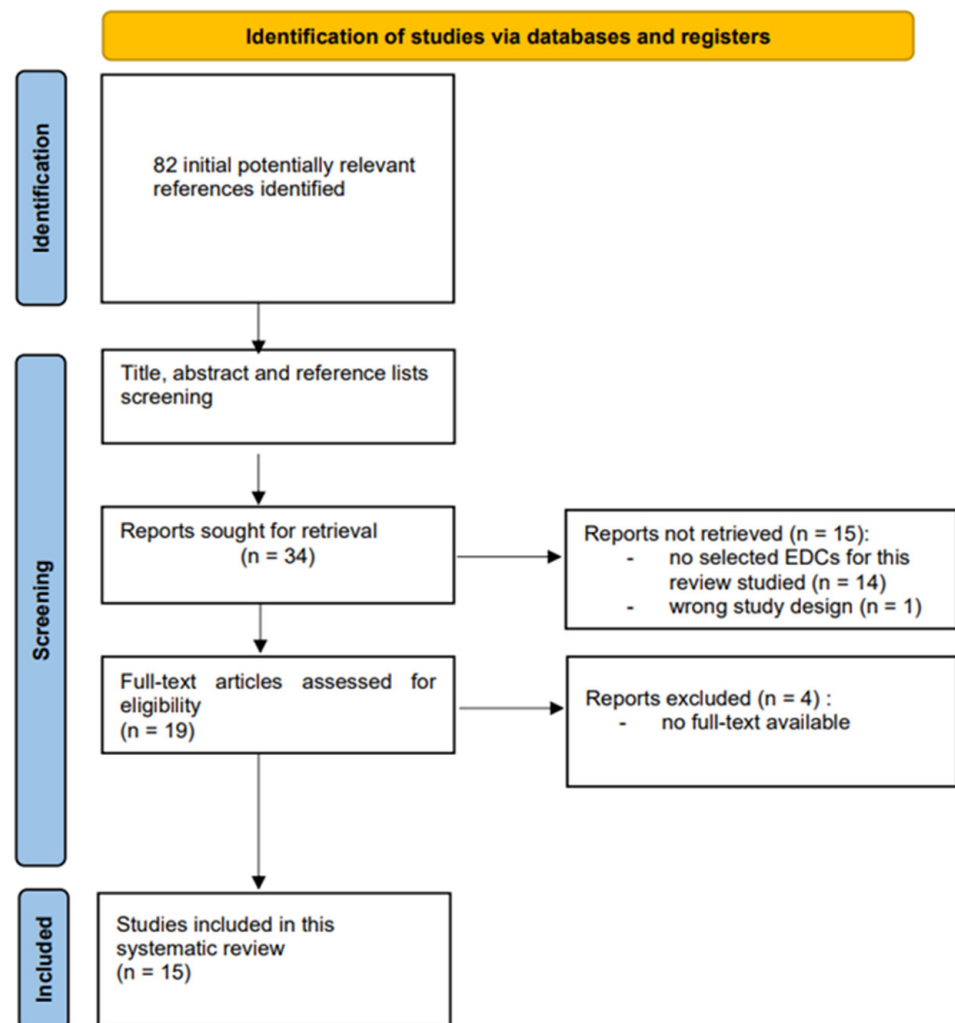 Identification of studies via databases and registers
Identification
82 initial potentially relevant
references identified
Screening
Title, abstract and reference lists
screening
Reports sought for retrieval
(n = 34)
Reports not retrieved (n = 15):
- no selected EDCs for this
review studied (n = 14)
- wrong study design (n = 1)
Full-text articles assessed for
eligibility
(n = 19)
Reports excluded (n = 4) :
- no full-text available
Included
Studies included in this
systematic review
(n = 15)